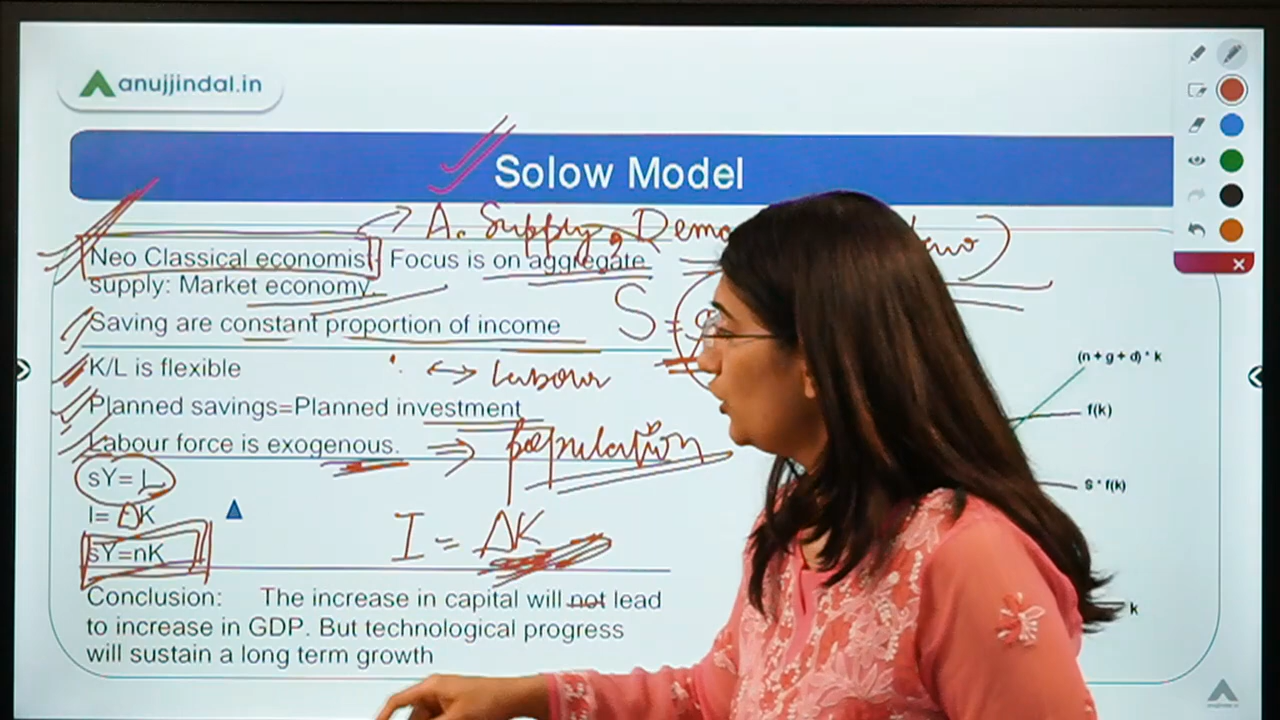 anujjindal.in
Solow Model
A. Supply, Dema
Neo Classical economist- Focus is on aggregate
supply: Market economy.
Saving are constant proportion of income
S =
K/L is flexible
Labour
Planned savings=Planned investment
Labour force is exogenous. ⇒ population
sY= I
I= ΔK
I = ΔK
sY=nK
Conclusion: The increase in capital will not lead
to increase in GDP. But technological progress
will sustain a long term growth
(n + g + d) * k
f(k)
S * f(k)
k